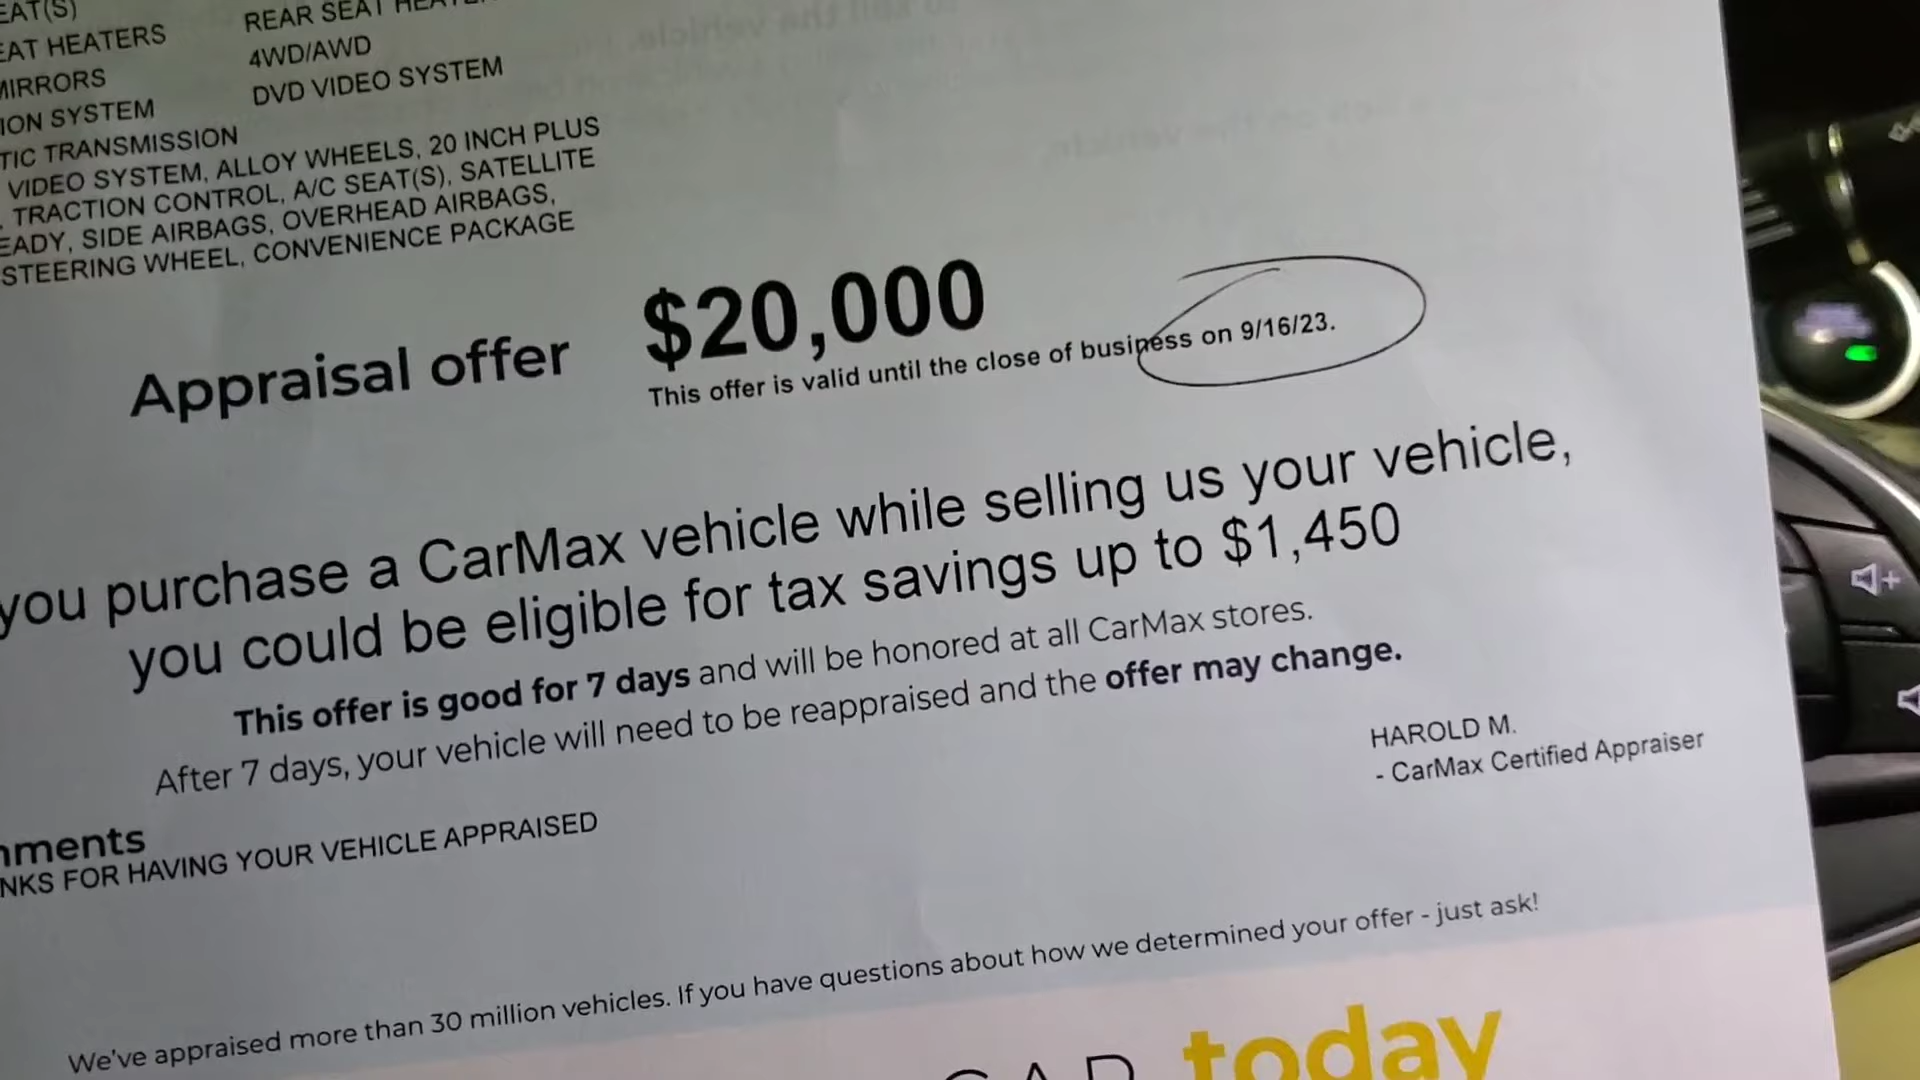 EAT(S)
EAT HEATERS
MIRRORS
ION SYSTEM
TIC TRANSMISSION
REAR SEAT HEATE
4WD/AWD
DVD VIDEO SYSTEM
VIDEO SYSTEM, ALLOY WHEELS, 20 INCH PLUS
TRACTION CONTROL, A/C SEAT(S), SATELLITE
EADY, SIDE AIRBAGS, OVERHEAD AIRBAGS,
STEERING WHEEL, CONVENIENCE PACKAGE
Appraisal offer $20,000
This offer is valid until the close of business on 9/16/23.
you purchase a CarMax vehicle while selling us your vehicle,
you could be eligible for tax savings up to $1,450
This offer is good for 7 days and will be honored at all CarMax stores.
After 7 days, your vehicle will need to be reappraised and the offer may change.
HAROLD M.
- CarMax Certified Appraiser
mments
NKS FOR HAVING YOUR VEHICLE APPRAISED
We've appraised more than 30 million vehicles. If you have questions about how we determined your offer - just ask!
CAR today